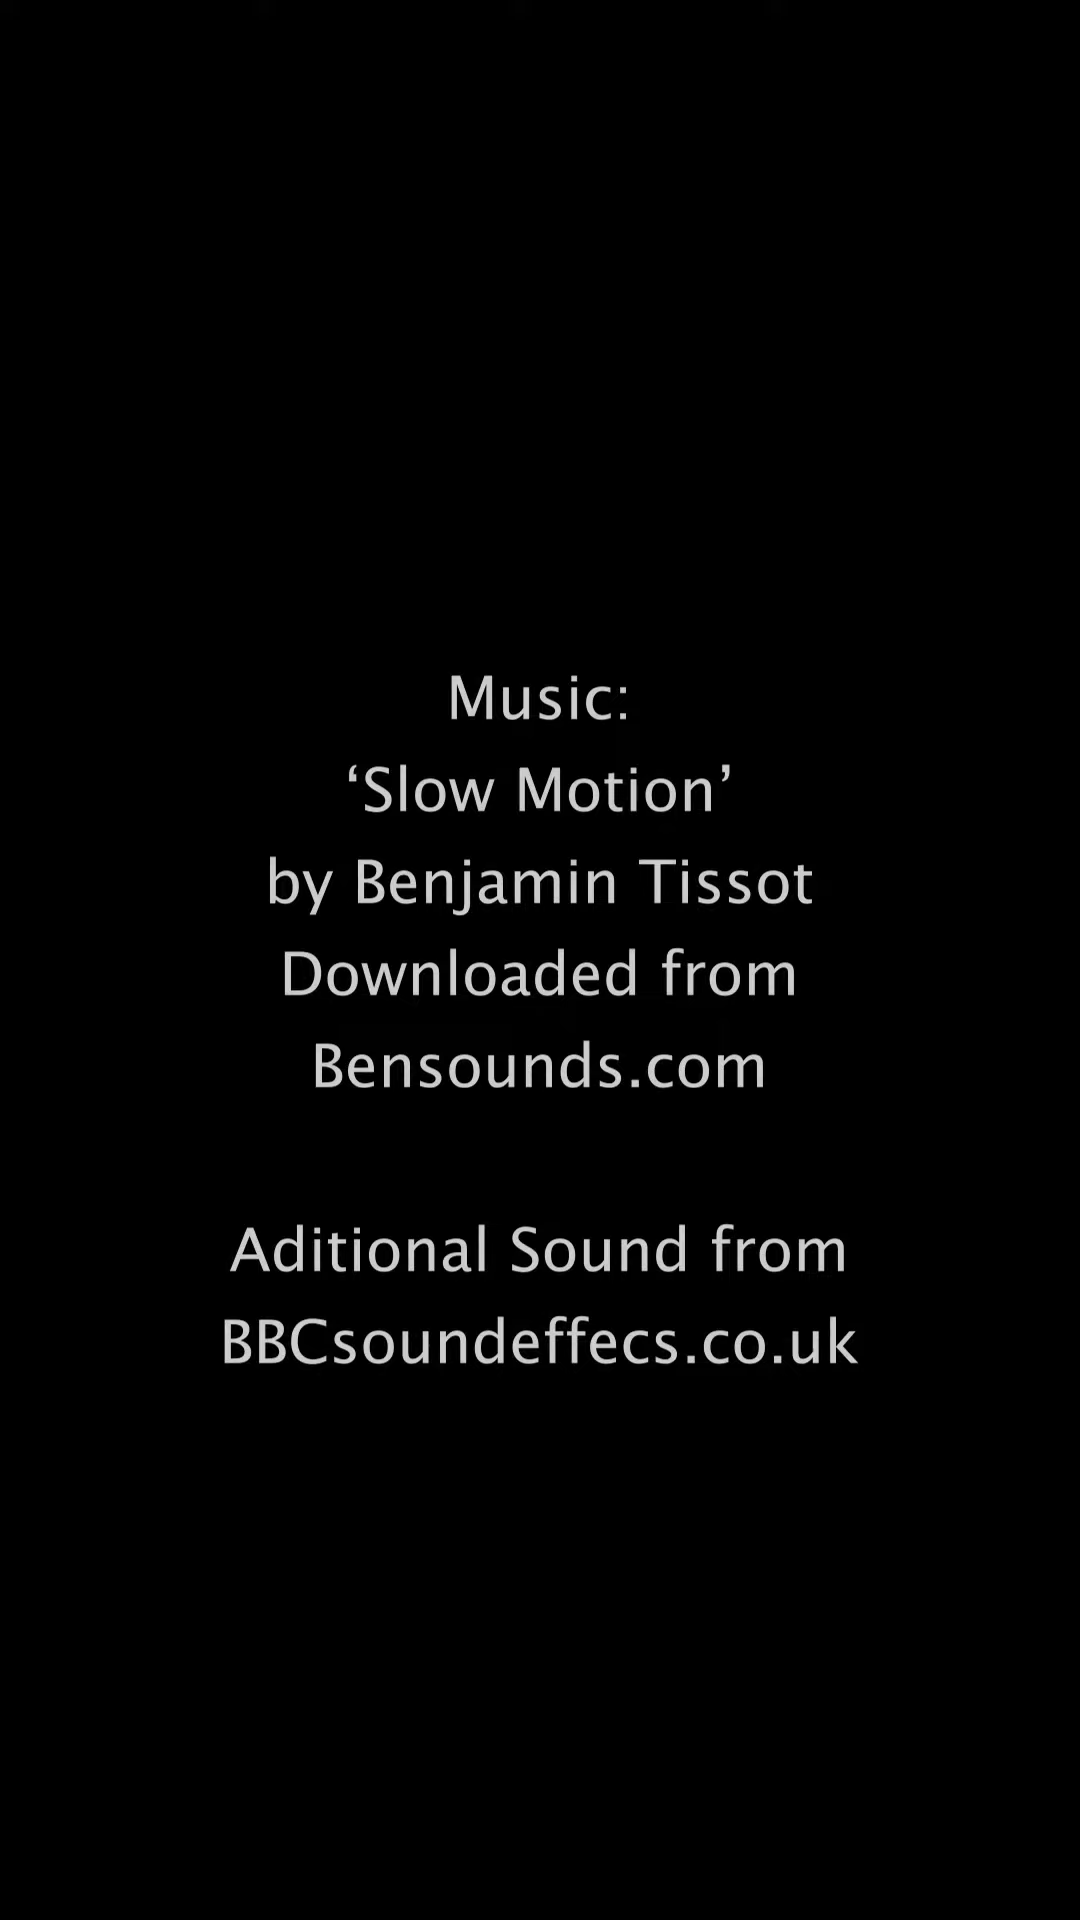 Music:
‘Slow Motion’
by Benjamin Tissot
Downloaded from
Bensounds.com
Aditional Sound from
BBCsoundeffecs.co.uk